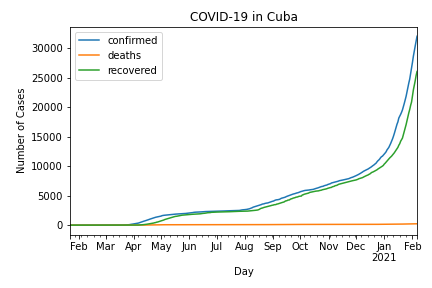 COVID-19 in Cuba
confirmed
deaths
recovered
Number of Cases
30000
25000
20000
15000
10000
5000
0
Feb Mar Apr May Jun Jul Aug Sep Oct Nov Dec Jan Feb
2021
Day